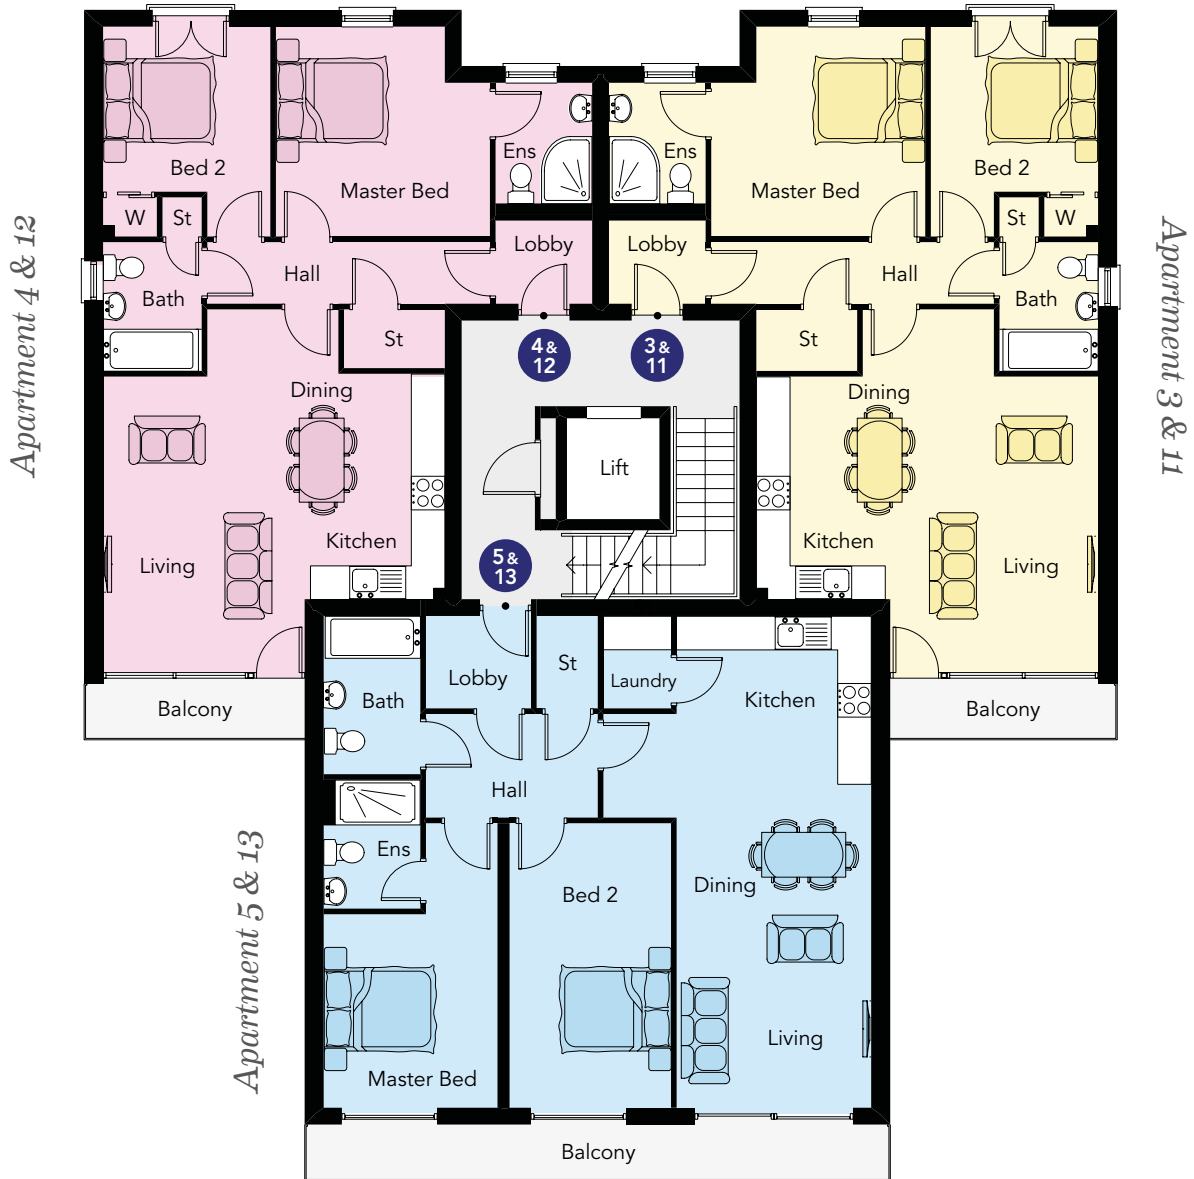 Bed 2
Master Bed
Ens
W
St
Lobby
Hall
Bath
St
Dining
Kitchen
Living
Balcony
Apartment 4 & 12
Ens
Master Bed
Bed 2
St
W
Lobby
Hall
Bath
St
Dining
Kitchen
Living
Balcony
Apartment 3 & 11
4 &
12
3 &
11
Lift
5 &
13
Lobby
St
Laundry
Kitchen
Bath
Hall
Ens
Bed 2
Dining
Living
Master Bed
Balcony
Apartment 5 & 13